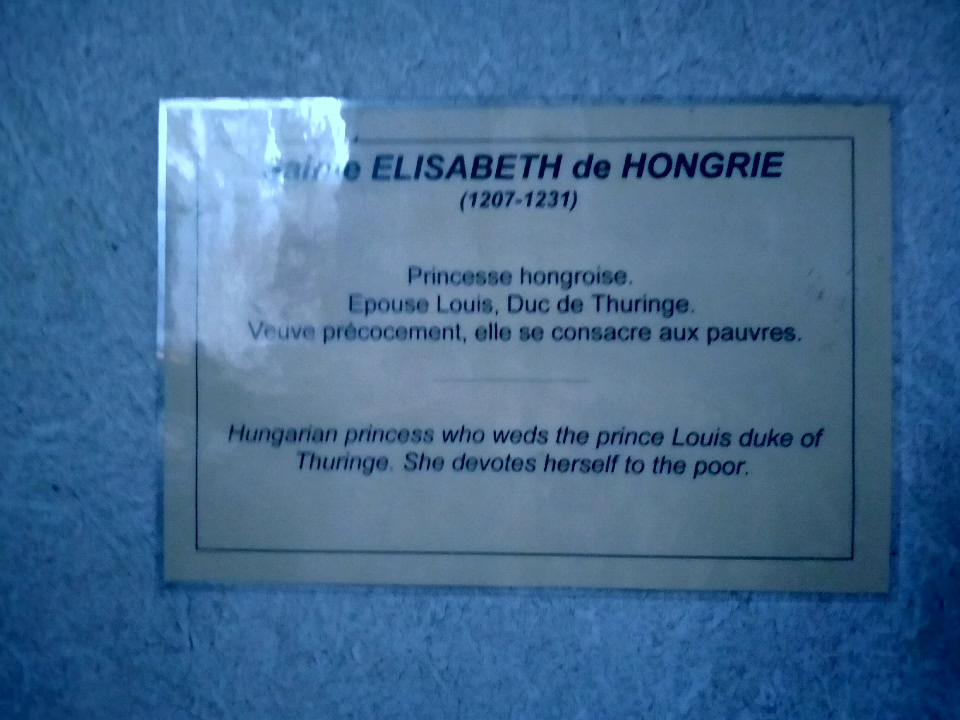 Sainte ELISABETH de HONGRIE
(1207-1231)
Princesse hongroise.
Epouse Louis, Duc de Thuringe.
Veuve précocement, elle se consacre aux pauvres.
Hungarian princess who weds the prince Louis duke of
Thuringe. She devotes herself to the poor.